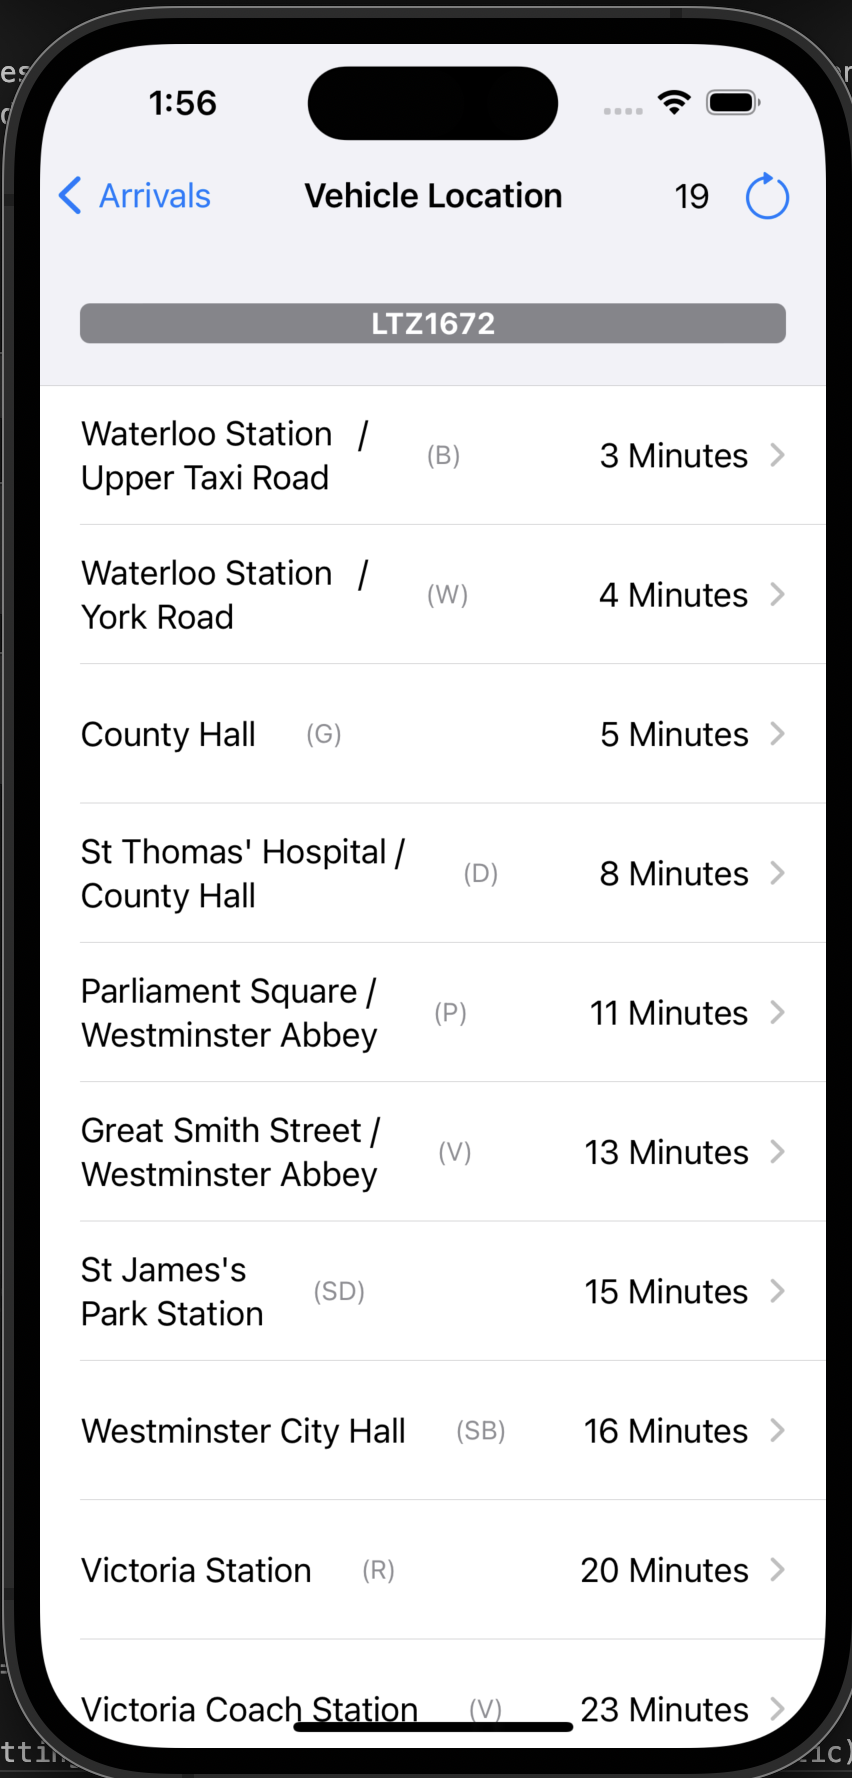 1:56
Arrivals
Vehicle Location
19
LTZ1672
Waterloo Station /
Upper Taxi Road
(B)
3 Minutes
Waterloo Station /
York Road
(W)
4 Minutes
County Hall
(G)
5 Minutes
St Thomas' Hospital /
County Hall
(D)
8 Minutes
Parliament Square /
Westminster Abbey
(P)
11 Minutes
Great Smith Street /
Westminster Abbey
(V)
13 Minutes
St James's
Park Station
(SD)
15 Minutes
Westminster City Hall
(SB)
16 Minutes
Victoria Station
(R)
20 Minutes
Victoria Coach Station
(V)
23 Minutes